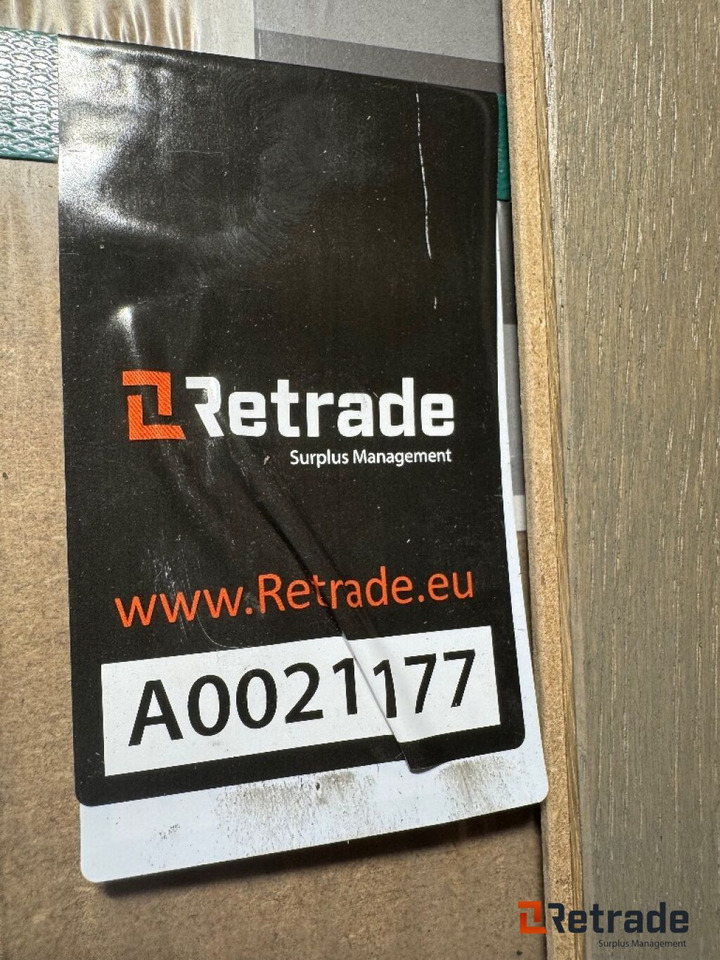 Retrade
Surplus Management
www.Retrade.eu
A0021177
Retrade
Surplus Management